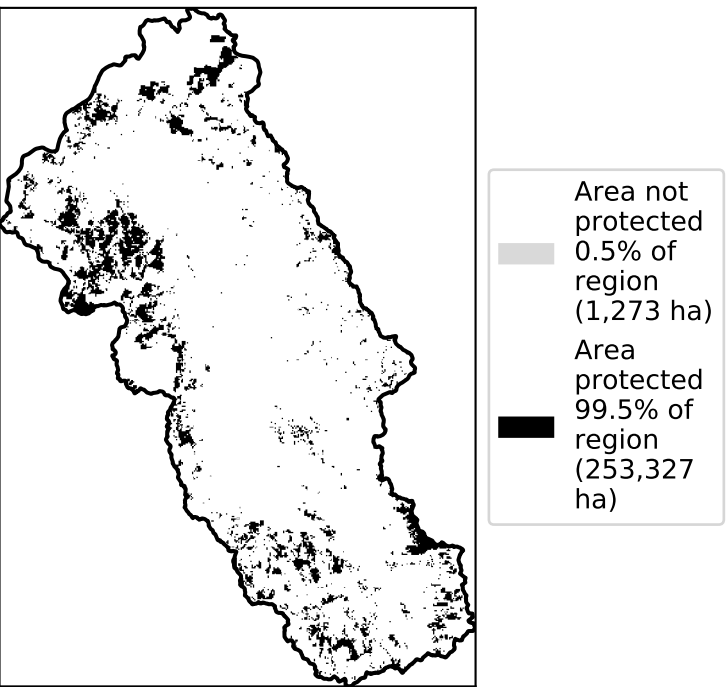 Area not
protected
0.5% of
region
(1,273 ha)
Area
protected
99.5% of
region
(253,327
ha)